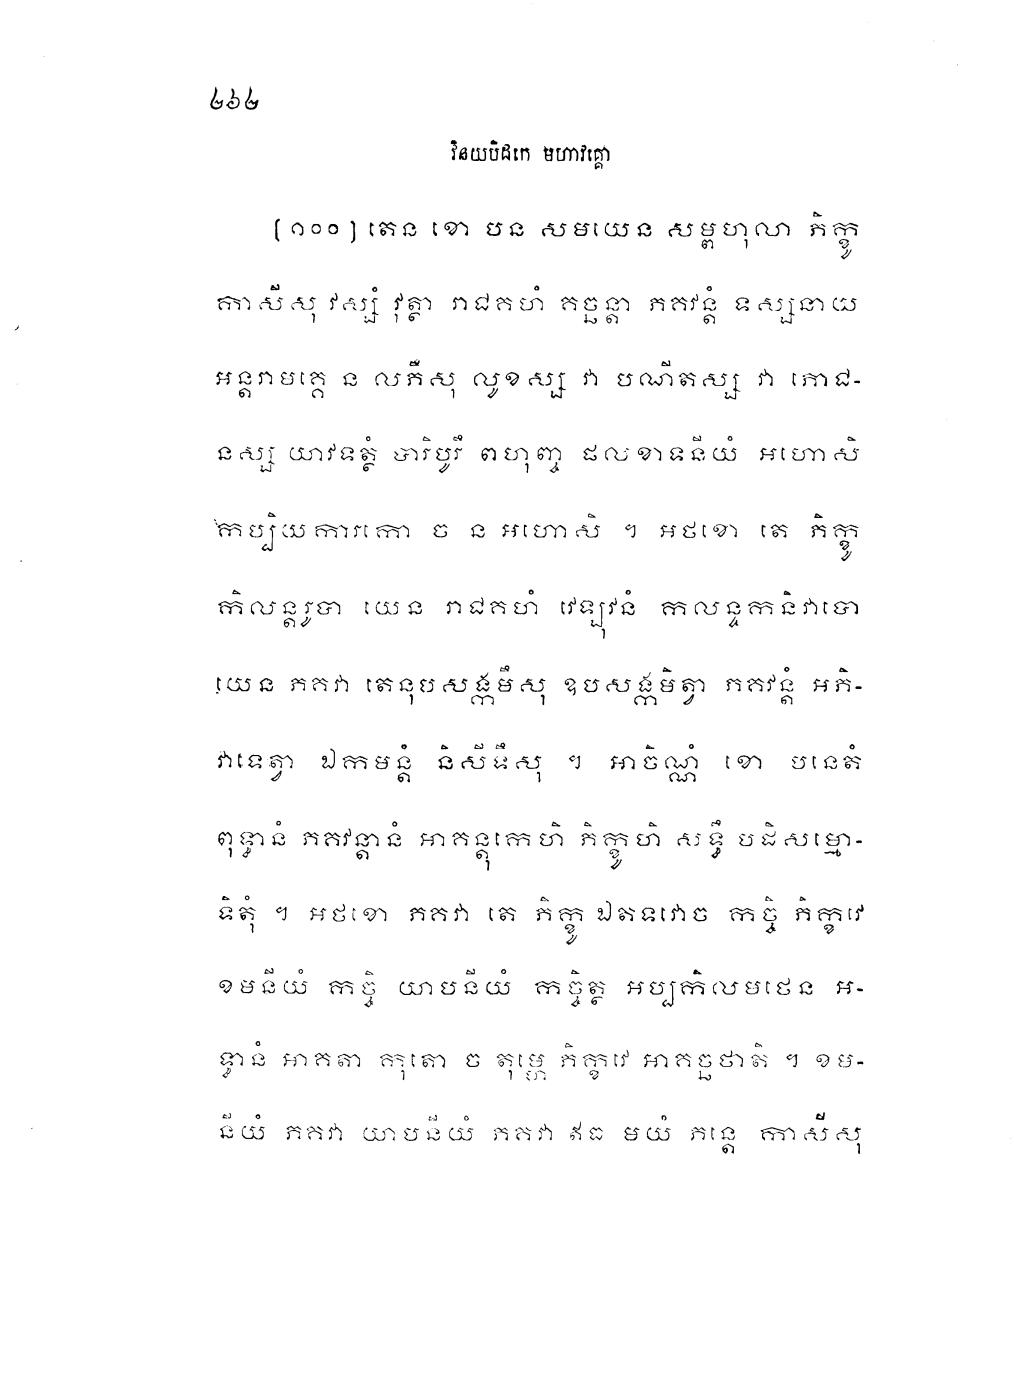 ៤៦៤
វិនយបិដកេ មហាវគ្គោ
(១០០) តេន ខោ បន សមយេន សម្ពហុលា ភិក្ខូ
កាសីសុ វស្សំ វុត្ថា រាជគហំ គច្ឆន្តា ភគវន្តំ ទស្សនាយ
អន្តរាមគ្គេ ន លភឹសុ លូខស្ស វា បណីតស្ស វា ភោជ-
នស្ស យាវទត្ថំ បារិបូរឹ ពហុញ្ច ផលខាទនីយំ អហោសិ
កប្បិយការកោ ច ន អហោសិ ។ អថខោ តេ ភិក្ខូ
កិលន្តរូបា យេន រាជគហំ វេឡុវនំ កលន្ទកនិវាបោ
យេន ភគវា តេនុបសង្កមឹសុ ឧបសង្កមិត្វា ភគវន្តំ អភិ-
វាទេត្វា ឯកមន្តំ និសីទឹសុ ។ អាចិណ្ណំ ខោ បនេតំ
ពុទ្ធានំ ភគវន្តានំ អាគន្តុកេហិ ភិក្ខូហិ សទ្ធឹ បដិសម្មោ-
ទិតុំ ។ អថខោ ភគវា តេ ភិក្ខូ ឯតទវោច កច្ចិ ភិក្ខវេ
ខមនីយំ កច្ចិ យាបនីយំ កច្ចិត្ថ អប្បកិលមថេន អ-
ទ្ធានំ អាគតា កុតោ ច តុម្ហេ ភិក្ខវេ អាគច្ឆថាតិ ។ ខម-
នីយំ ភគវា យាបនីយំ ភគវា ឥធ មយំ ភន្តេ កាសីសុ